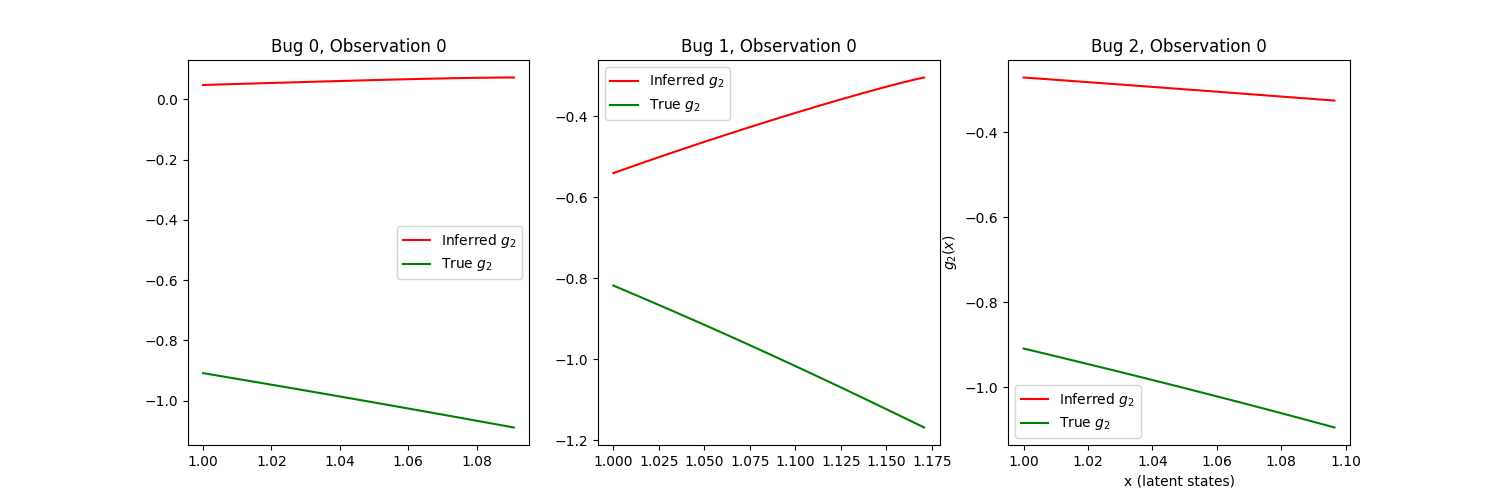 Bug 0, Observation 0
0.0
−0.2
−0.4
−0.6
−0.8
−1.0
Inferred g₂
True g₂
1.00 1.02 1.04 1.06 1.08
Bug 1, Observation 0
Inferred g₂
True g₂
−0.4
−0.6
−0.8
−1.0
−1.2
1.000 1.025 1.050 1.075 1.100 1.125 1.150 1.175
Bug 2, Observation 0
g₂(x)
−0.4
−0.6
−0.8
−1.0
Inferred g₂
True g₂
1.00 1.02 1.04 1.06 1.08 1.10
x (latent states)